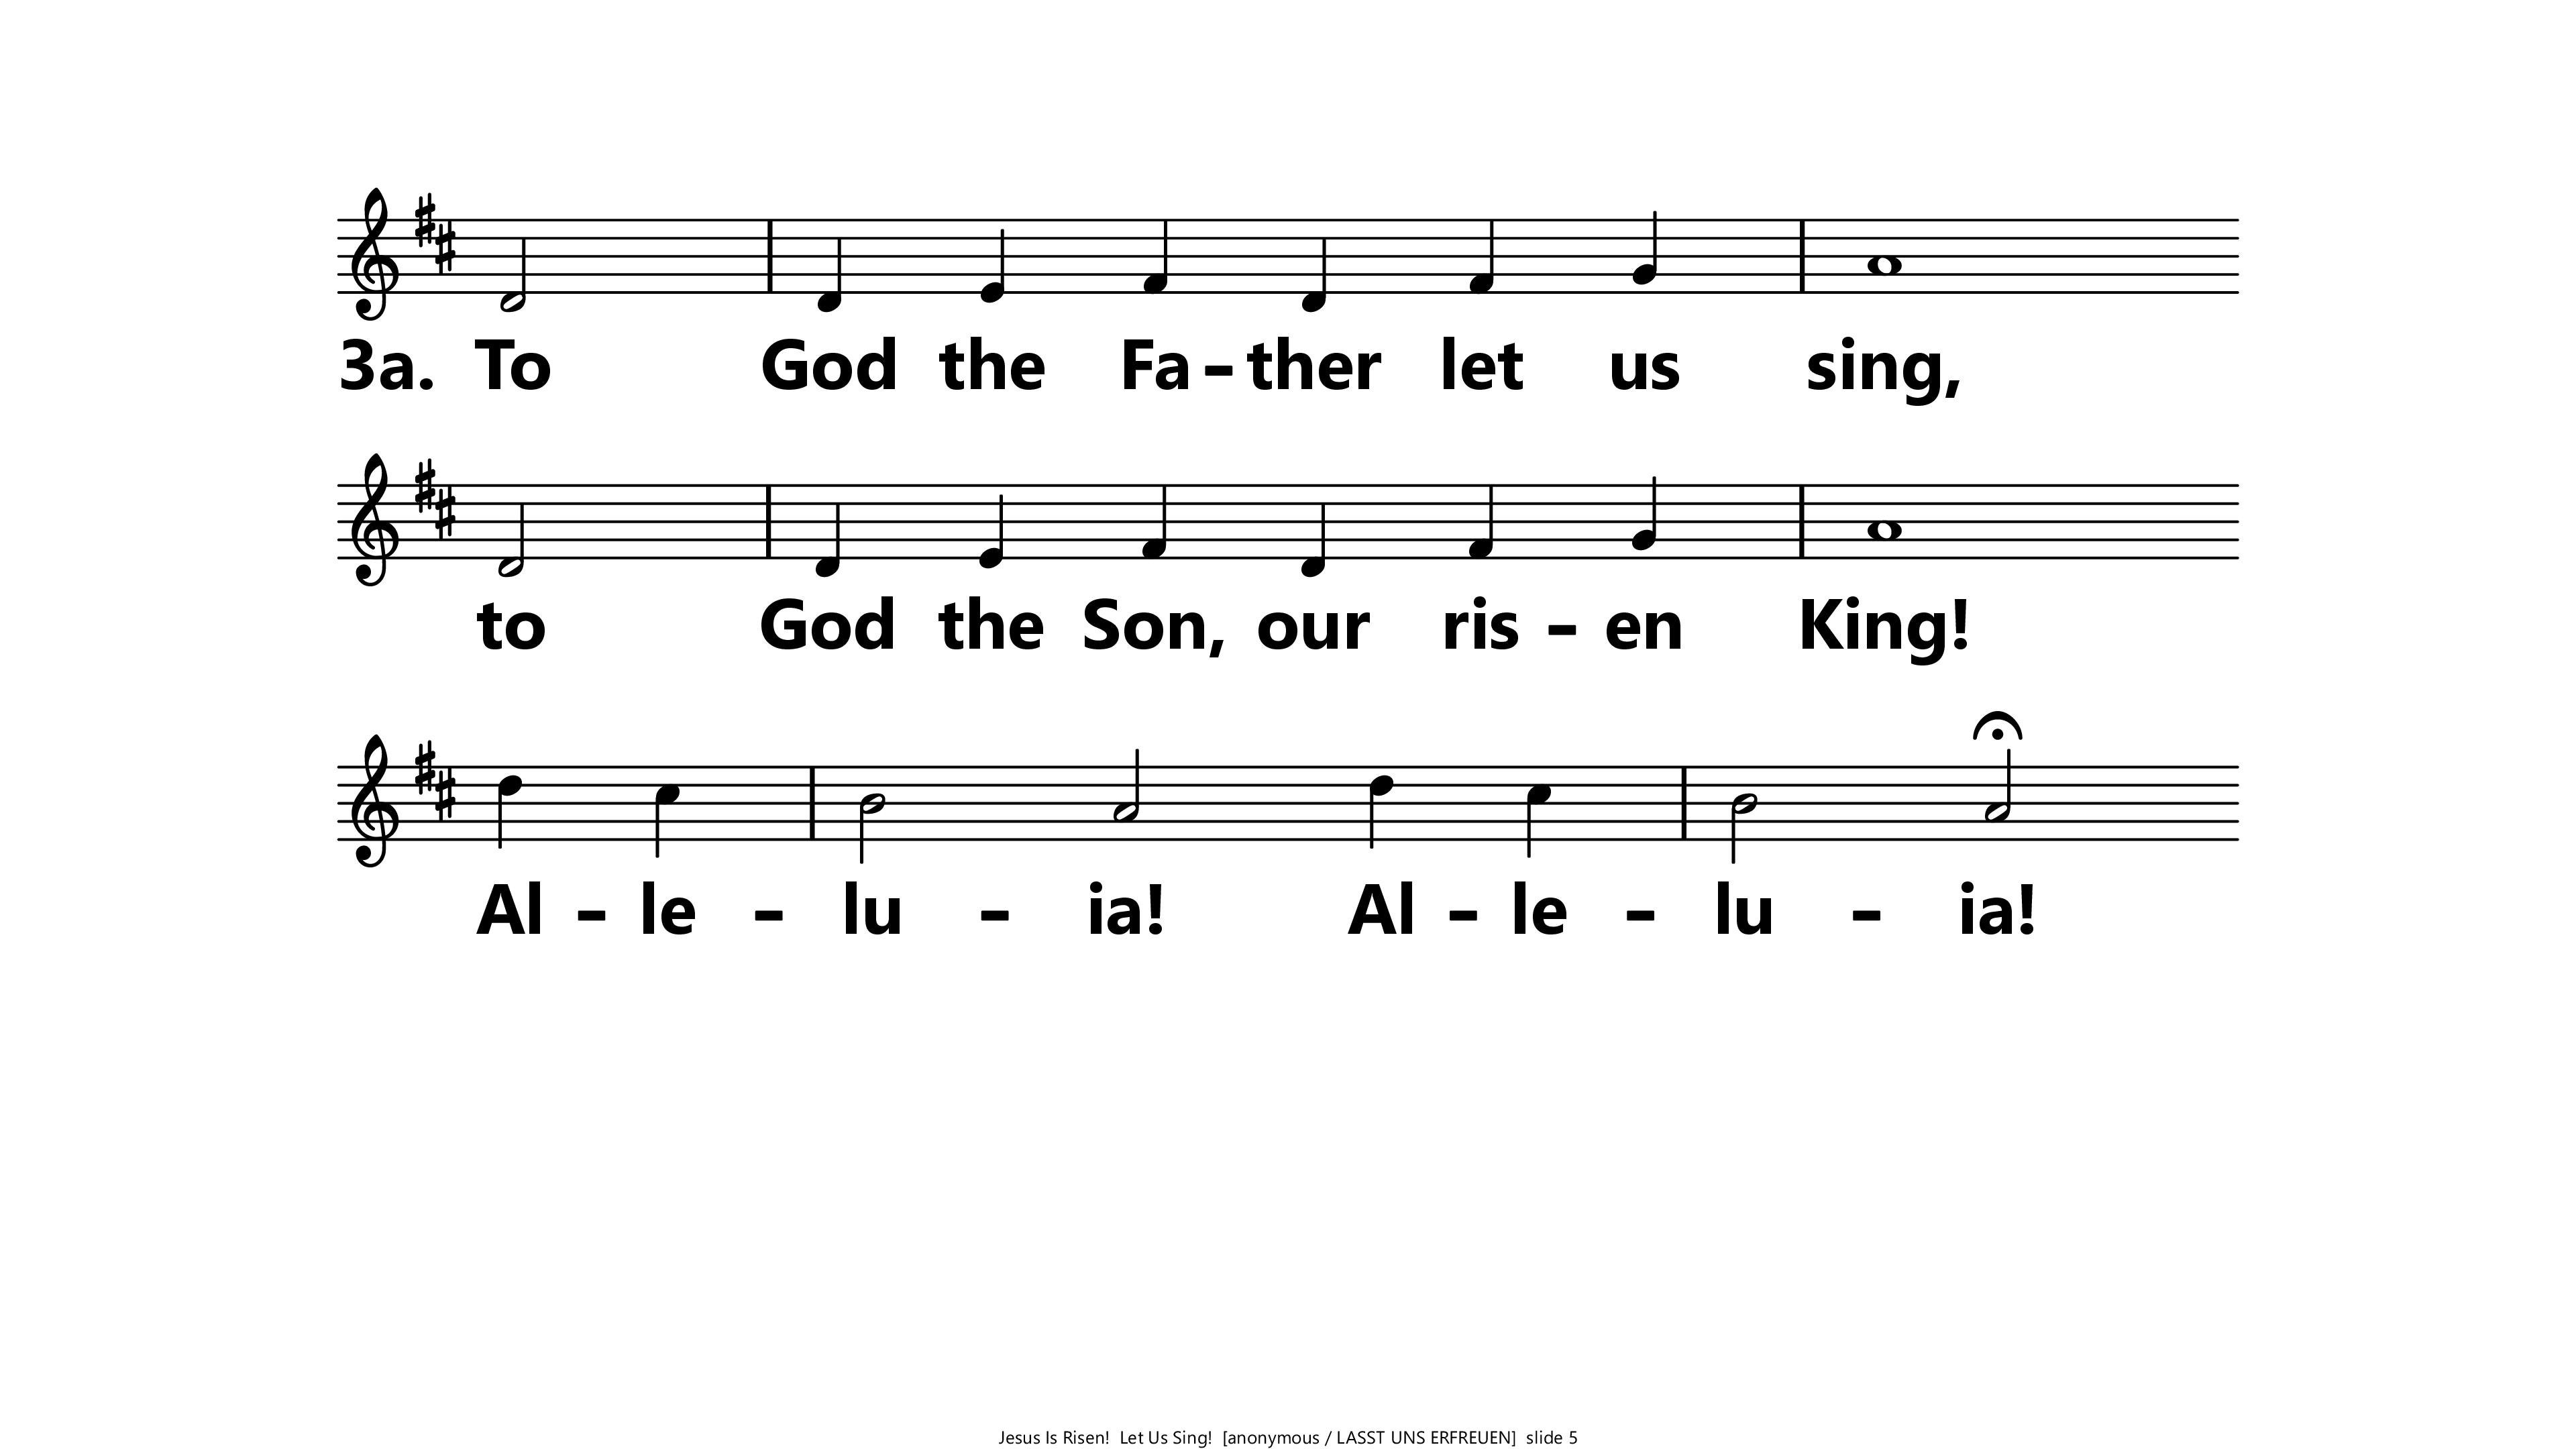 3a. To God the Fa - ther let us sing,
to God the Son, our ris - en King!
Al - le - lu - ia! Al - le - lu - ia!
Jesus Is Risen! Let Us Sing! [anonymous / LASST UNS ERFREUEN] slide 5